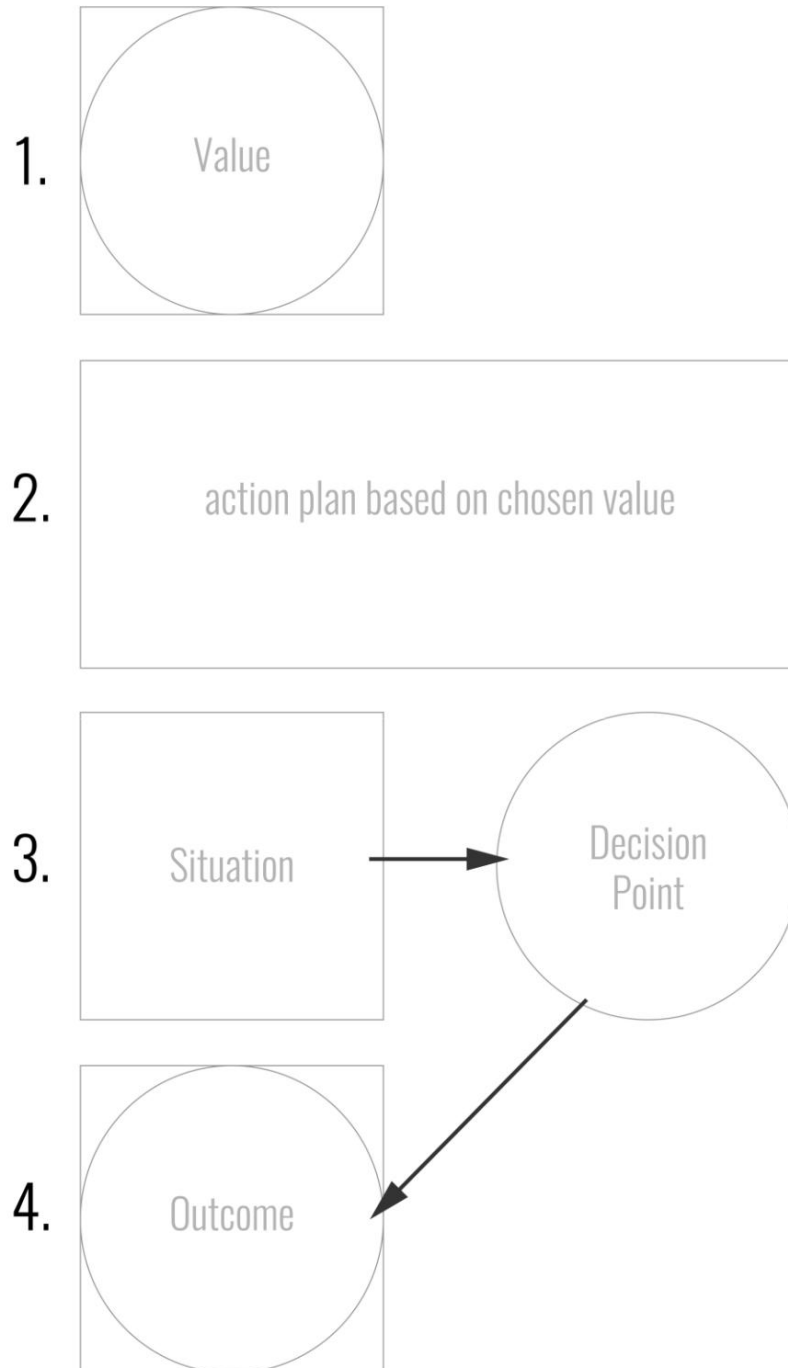 1.
Value
2.
action plan based on chosen value
3.
Situation
Decision
Point
4.
Outcome